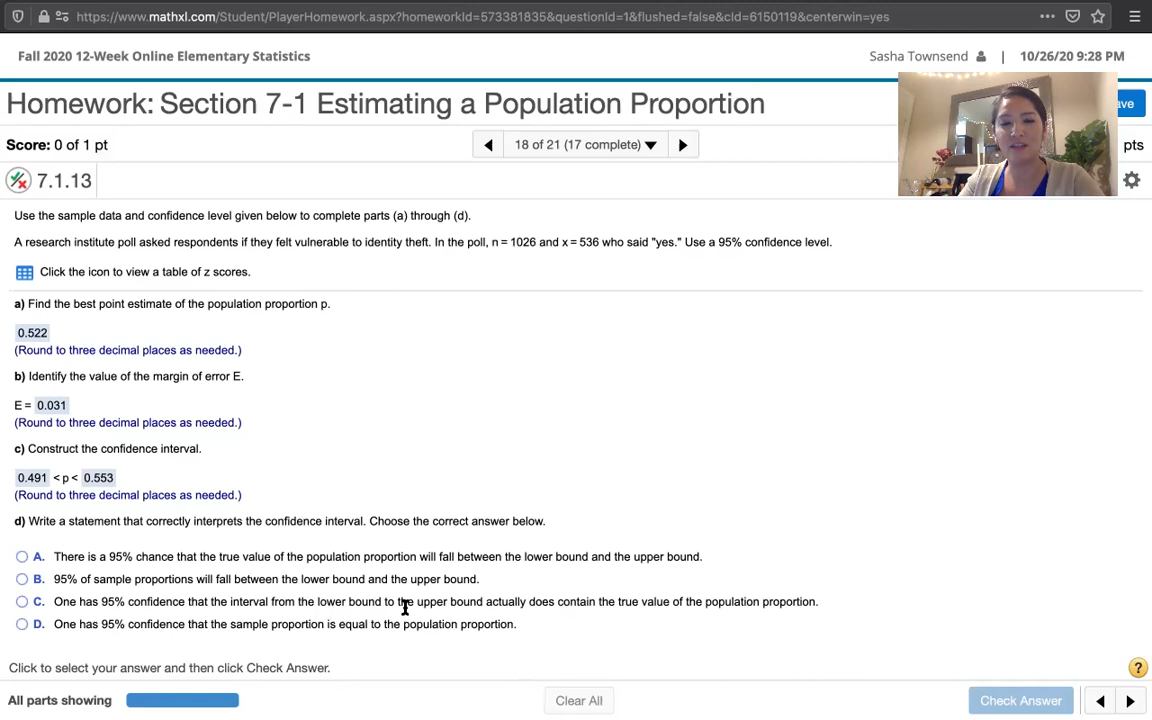 https://www.mathxl.com/Student/PlayerHomework.aspx?homeworkId=573381835&questionId=1&flushed=false&cId=6150119&centerwin=yes
Fall 2020 12-Week Online Elementary Statistics
Sasha Townsend | 10/26/20 9:28 PM
Homework: Section 7-1 Estimating a Population Proportion
ave
Score: 0 of 1 pt
18 of 21 (17 complete)
pts
7.1.13
Use the sample data and confidence level given below to complete parts (a) through (d).
A research institute poll asked respondents if they felt vulnerable to identity theft. In the poll, n = 1026 and x = 536 who said "yes." Use a 95% confidence level.
Click the icon to view a table of z scores.
a) Find the best point estimate of the population proportion p.
0.522
(Round to three decimal places as needed.)
b) Identify the value of the margin of error E.
E = 0.031
(Round to three decimal places as needed.)
c) Construct the confidence interval.
0.491 < p < 0.553
(Round to three decimal places as needed.)
d) Write a statement that correctly interprets the confidence interval. Choose the correct answer below.
A. There is a 95% chance that the true value of the population proportion will fall between the lower bound and the upper bound.
B. 95% of sample proportions will fall between the lower bound and the upper bound.
C. One has 95% confidence that the interval from the lower bound to the upper bound actually does contain the true value of the population proportion.
D. One has 95% confidence that the sample proportion is equal to the population proportion.
Click to select your answer and then click Check Answer.
?
All parts showing
Clear All
Check Answer